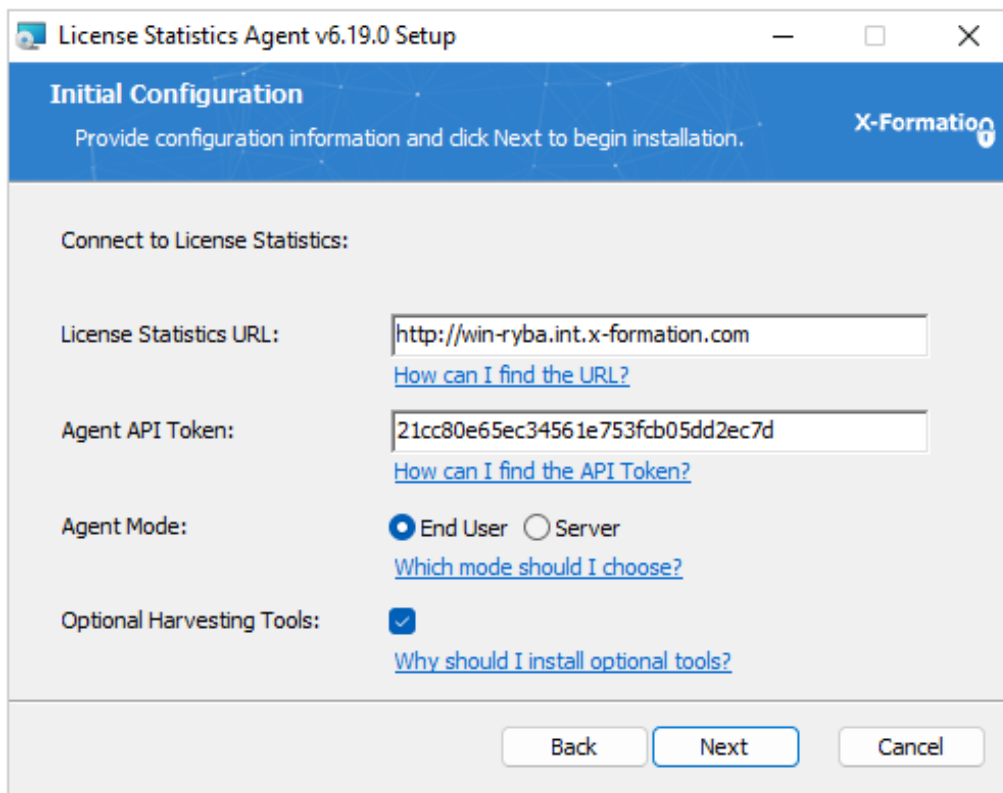 License Statistics Agent v6.19.0 Setup
Initial Configuration
Provide configuration information and click Next to begin installation.
X-Formation
Connect to License Statistics:
License Statistics URL: http://win-ryba.int.x-formation.com
How can I find the URL?
Agent API Token: 21cc80e65ec34561e753fcb05dd2ec7d
How can I find the API Token?
Agent Mode: End User Server
Which mode should I choose?
Optional Harvesting Tools:
Why should I install optional tools?
Back Next Cancel